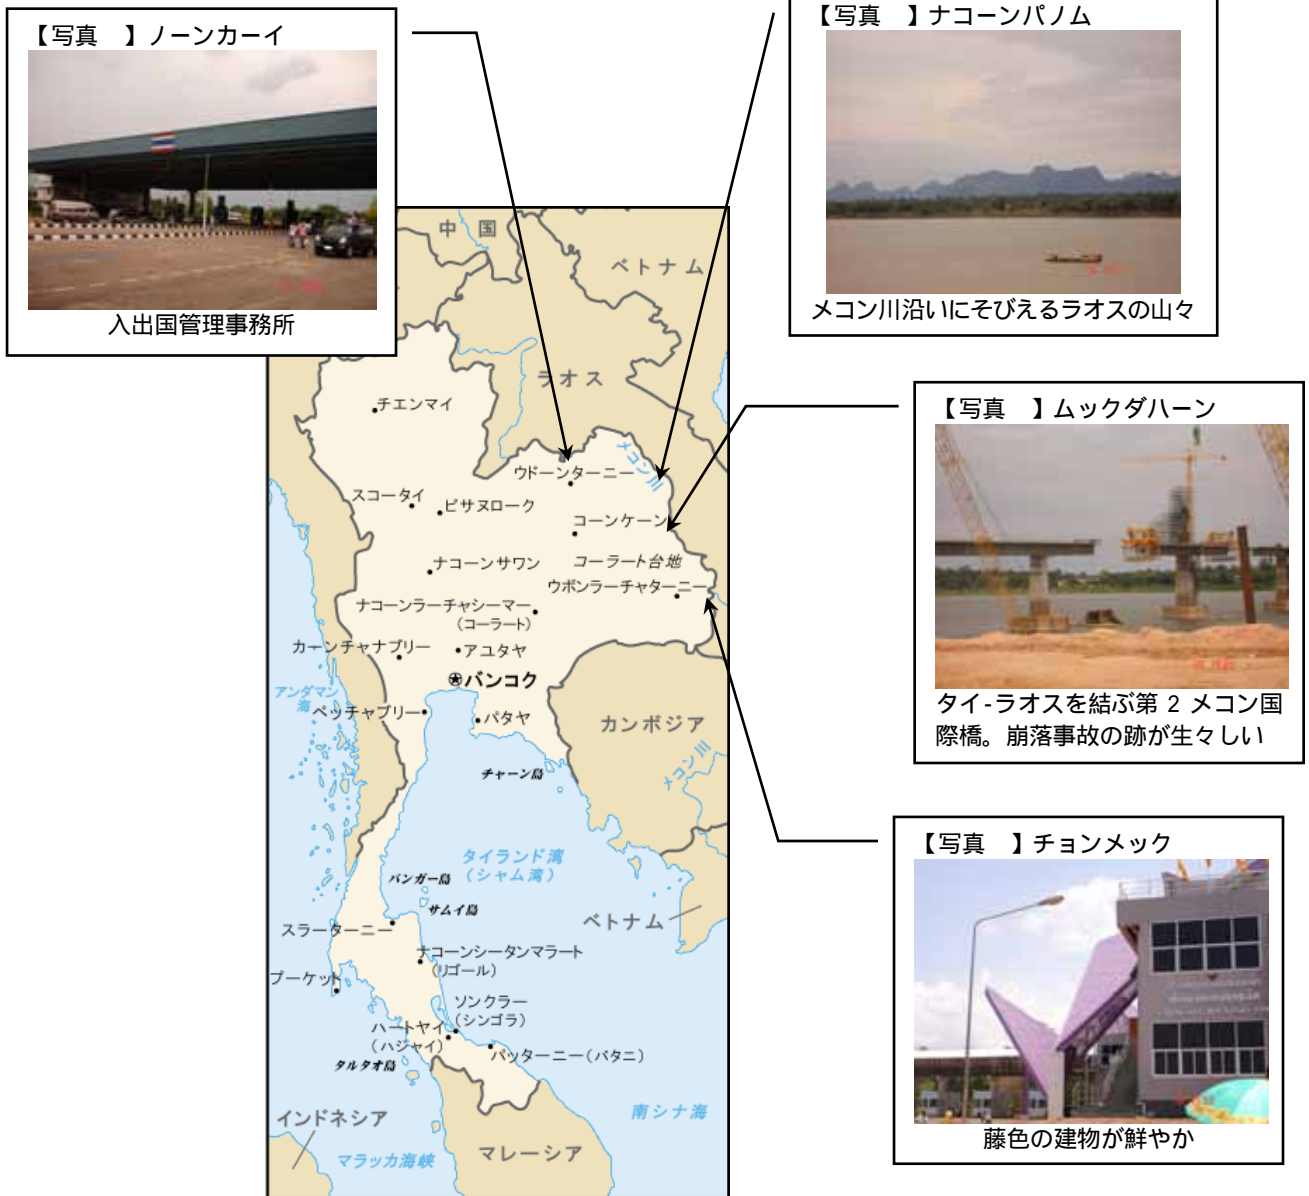 【写真　】ノーンカーイ
入出国管理事務所
【写真　】ナコーンパノム
メコン川沿いにそびえるラオスの山々
【写真　】ムックダハーン
タイ-ラオスを結ぶ第 2 メコン国
際橋。崩落事故の跡が生々しい
【写真　】チョンメック
藤色の建物が鮮やか
中 国
ベトナム
ラオス
チエンマイ
メコン川
ウドーンターニー
スコータイ
ピサヌローク
コーンケーン
ナコーンサワン
コーラート台地
ウボンラーチャターニー
ナコーンラーチャシーマー
(コーラート)
カーンチャナブリー
アユタヤ
バンコク
アンダマン
海
ペッチャブリー
パタヤ
カンボジア
メコン川
チャーン島
タイランド湾
(シャム湾)
パンガー島
サムイ島
ベトナム
スラーターニー
ナコーンシータンマラート
(リゴール)
プーケット
ソンクラー
(シンゴラ)
ハートヤイ
(ハジャイ)
パッターニー(パタニ)
タルタオ島
南シナ海
インドネシア
マラッカ海峡
マレーシア